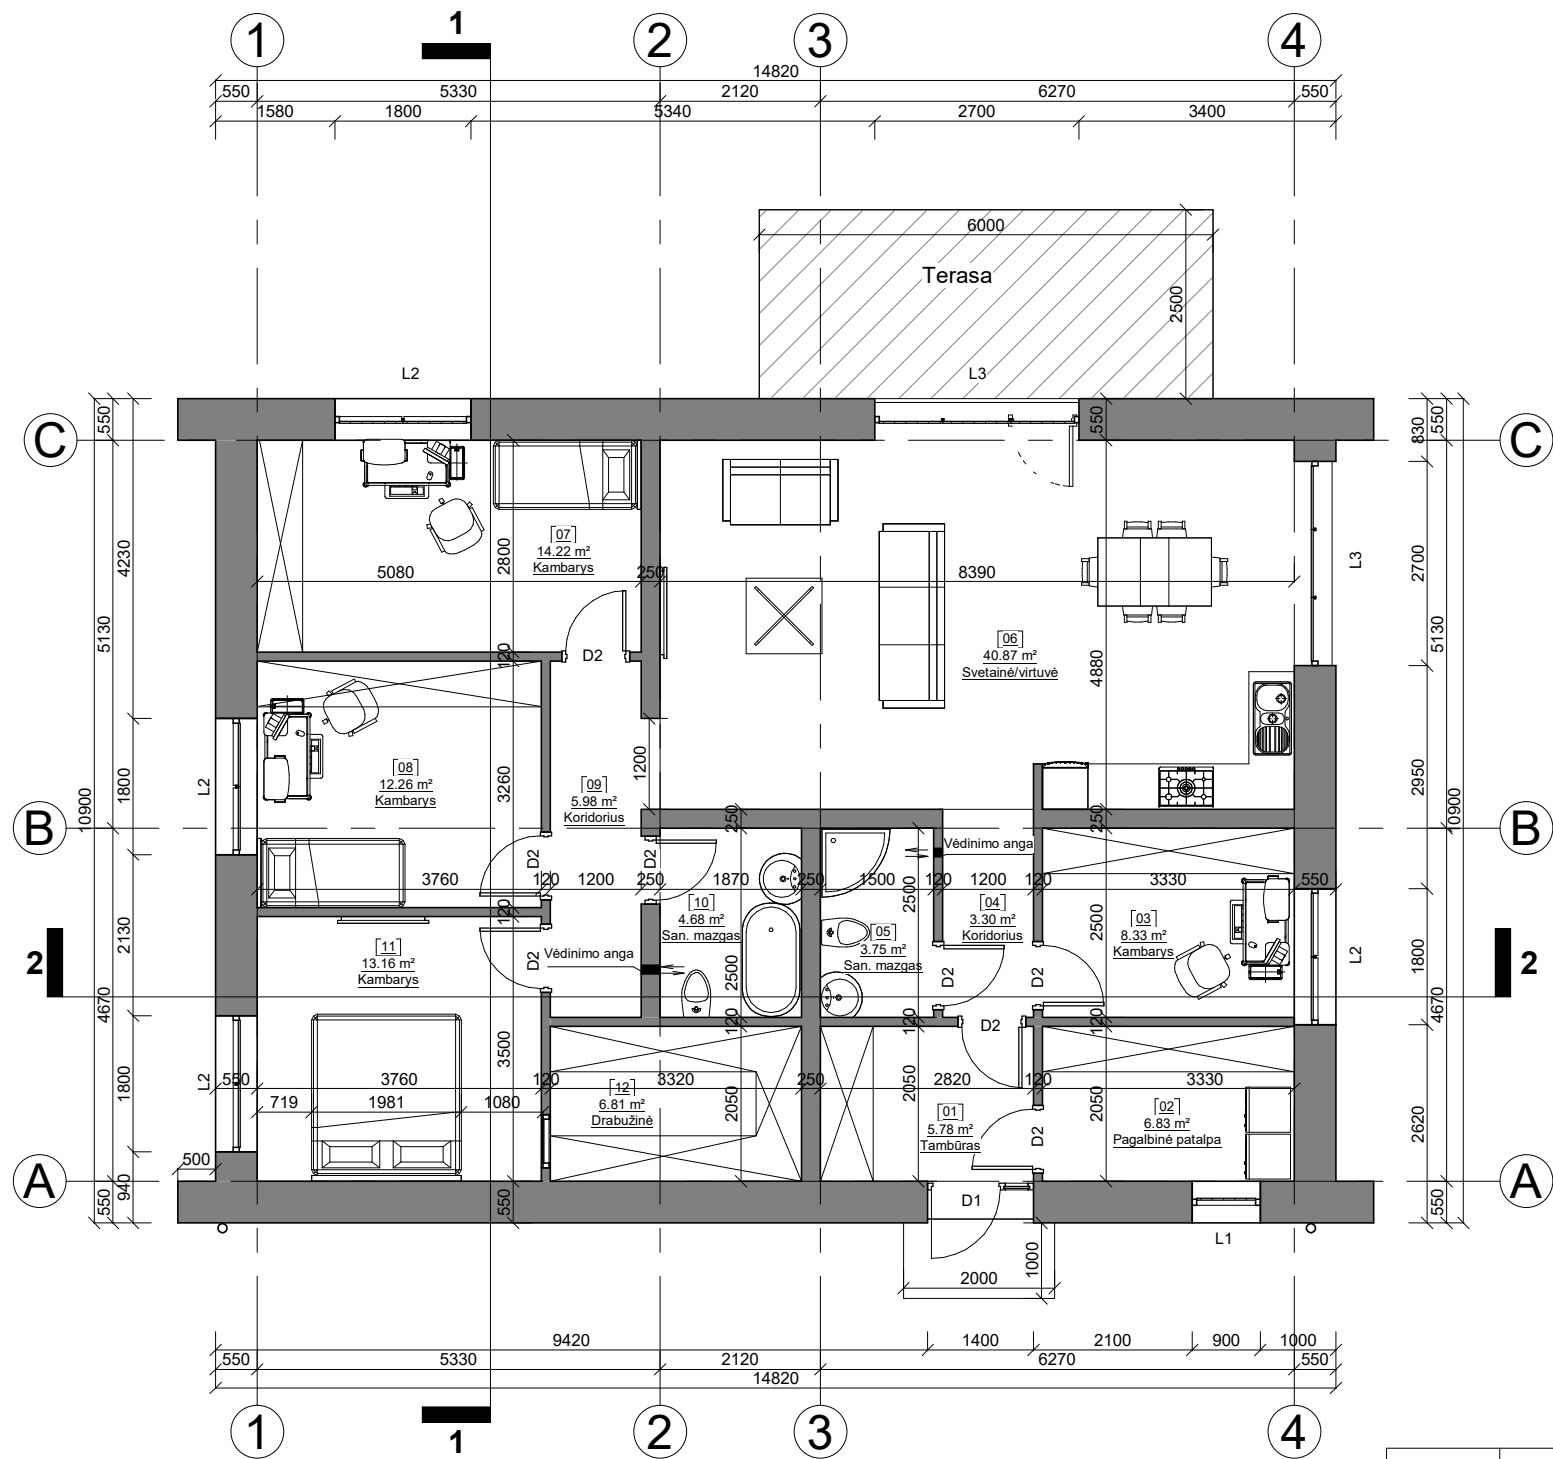 1
1 2 3 4
14820
550 5330 2120 6270 550
1580 1800 5340 2700 3400
6000
Terasa
2500
L2 L3
C C
550 550 830 550
[07]
14.22 m²
Kambarys
4230 5130 2800 2700 5130
5080 250 8390
L3
120
D2
[06]
40.87 m²
Svetainė/virtuvė
4880
[08]
12.26 m²
Kambarys
3260
[09]
5.98 m²
Koridorius
1200
L2 1800 10900 2950 10900
B B
250 250
D2 D2
Vėdinimo anga
3760 120 1200 250 1870 250 1500 120 1200 120 3330 550
120
[10]
4.68 m²
San. mazgas
2500
[05]
3.75 m²
San. mazgas
2500
[04]
3.30 m²
Koridorius
[03]
8.33 m²
Kambarys
2500
2130 4670 1800 4670
2 2
L2
[11]
13.16 m²
Kambarys
D2
Vėdinimo anga
D2 D2
120 120 D2 120
3500
550 3760 120 3320 250 2820 120 3330
L2 1800
719 1981 1080
[12]
6.81 m²
Drabužinė
2050 2050
[01]
5.78 m²
Tambūras
D2
2050
[02]
6.83 m²
Pagalbinė patalpa
2620
500
A A
550 940 550 550
D1
L1
1000
2000
9420 1400 2100 900 1000
550 5330 2120 6270 550
14820
1 2 3 4
1